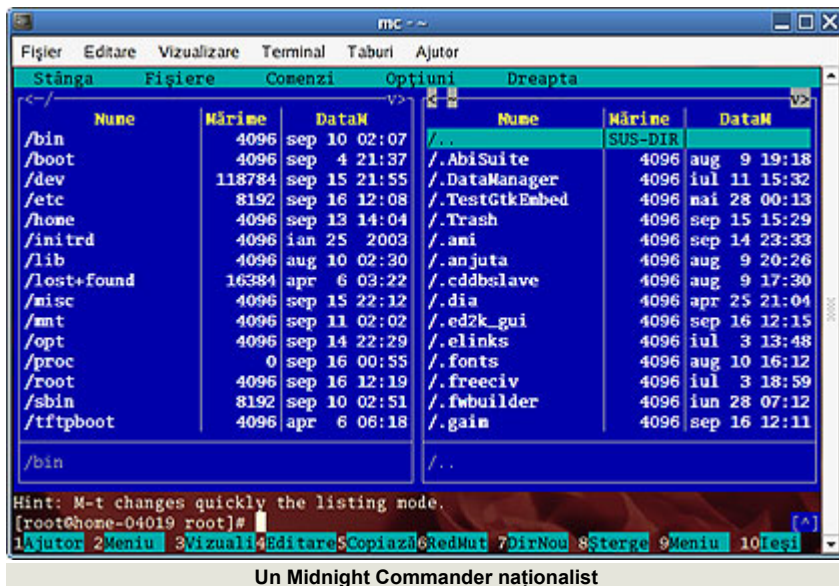 mc - ~
Fişier Editare Vizualizare Terminal Taburi Ajutor
Stânga Fişiere Comenzi Opţiuni Dreapta
<-/ v> < ~ v>
Nume Mărime DataM Nume Mărime DataM
/bin 4096 sep 10 02:07 /.. SUS-DIR
/boot 4096 sep 4 21:37 /.AbiSuite 4096 aug 9 19:18
/dev 118784 sep 15 21:55 /.DataManager 4096 iul 11 15:32
/etc 8192 sep 16 12:08 /.TestGtkEmbed 4096 mai 28 00:13
/home 4096 sep 13 14:04 /.Trash 4096 sep 15 15:29
/initrd 4096 ian 25 2003 /.ami 4096 sep 14 23:33
/lib 4096 aug 10 02:30 /.anjuta 4096 aug 9 20:26
/lost+found 16384 apr 6 03:22 /.cddbslave 4096 aug 9 17:30
/misc 4096 sep 15 22:12 /.dia 4096 apr 25 21:04
/mnt 4096 sep 11 02:02 /.ed2k_gui 4096 sep 16 12:15
/opt 4096 sep 14 22:29 /.elinks 4096 iul 3 13:48
/proc 0 sep 16 00:55 /.fonts 4096 aug 10 16:12
/root 4096 sep 16 12:19 /.freeciv 4096 iul 3 18:59
/sbin 8192 sep 10 02:51 /.fwbuilder 4096 iun 28 07:12
/tftpboot 4096 apr 6 06:18 /.gaim 4096 sep 16 12:11
/bin /..
Hint: M-t changes quickly the listing mode.
[root@home-04019 root]# [^]
1Ajutor 2Meniu 3Vizuali4Editare5Copiază6RedMut 7DirNou 8Şterge 9Meniu 10Ieşi
Un Midnight Commander naţionalist